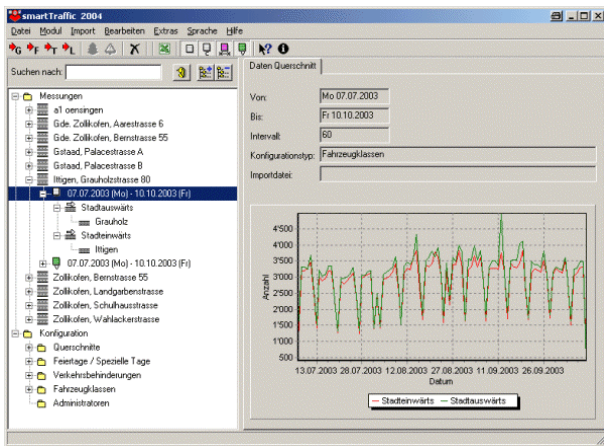 smartTraffic 2004
Datei Modul Import Bearbeiten Extras Sprache Hilfe
G F T L
Suchen nach:
Messungen
a1 oensingen
Gde. Zollikofen, Aarestrasse 6
Gde. Zollikofen, Bernstrasse 55
Gstaad, Palacestrasse A
Gstaad, Palacestrasse B
Ittigen, Grauholzstrasse 80
07.07.2003 (Mo) - 10.10.2003 (Fr)
Stadtauswärts
Grauholz
Stadteinwärts
Ittigen
07.07.2003 (Mo) - 10.10.2003 (Fr)
Zollikofen, Bernstrasse 55
Zollikofen, Landgarbenstrasse
Zollikofen, Schulhausstrasse
Zollikofen, Wahlackerstrasse
Konfiguration
Querschnitte
Feiertage / Spezielle Tage
Verkehrsbehinderungen
Fahrzeugklassen
Administratoren
Daten Querschnitt
Von: Mo 07.07.2003
Bis: Fr 10.10.2003
Intervall: 60
Konfigurationstyp: Fahrzeugklassen
Importdatei:
Anzahl
4'500
4'000
3'500
3'000
2'500
2'000
1'500
1'000
500
13.07.2003 28.07.2003 12.08.2003 27.08.2003 11.09.2003 26.09.2003
Datum
Stadteinwärts Stadtauswärts